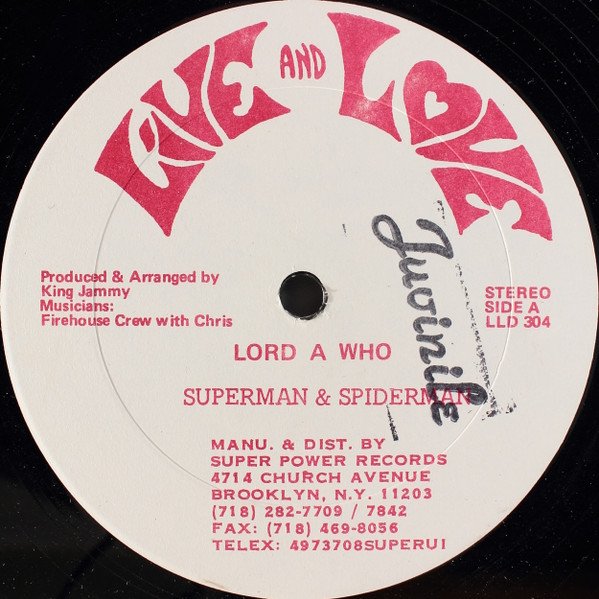 LIVE AND LOVE
Produced & Arranged by
King Jammy
Musicians:
Firehouse Crew with Chris
STEREO
SIDE A
LLD 304
Juvinile
LORD A WHO
SUPERMAN & SPIDERMAN
MANU. & DIST. BY
SUPER POWER RECORDS
4714 CHURCH AVENUE
BROOKLYN, N.Y. 11203
(718) 282-7709 / 7842
FAX: (718) 469-8056
TELEX: 4973708SUPERUI